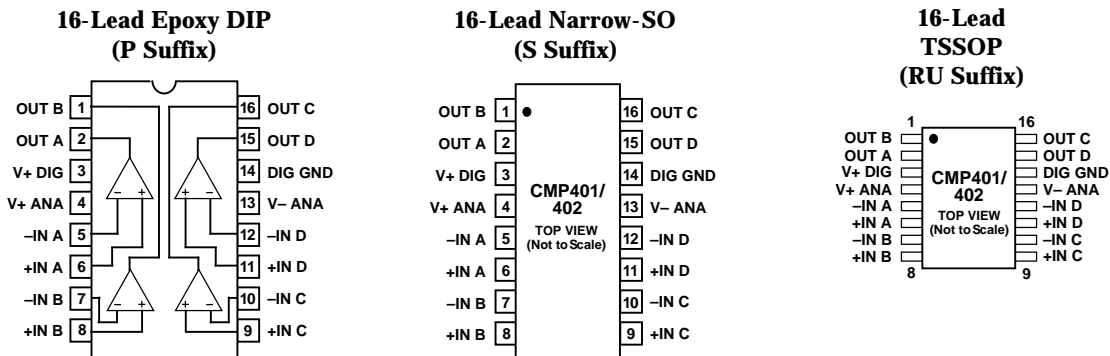 16-Lead Epoxy DIP
(P Suffix)
OUT B 1
16 OUT C
OUT A 2
15 OUT D
V+ DIG 3
14 DIG GND
V+ ANA 4
13 V– ANA
–IN A 5
12 –IN D
+IN A 6
11 +IN D
–IN B 7
10 –IN C
+IN B 8
9 +IN C
– +
+ –
– +
+ –
16-Lead Narrow-SO
(S Suffix)
OUT B 1
16 OUT C
OUT A 2
15 OUT D
V+ DIG 3
14 DIG GND
V+ ANA 4
13 V– ANA
–IN A 5
12 –IN D
+IN A 6
11 +IN D
–IN B 7
10 –IN C
+IN B 8
9 +IN C
CMP401/
402
TOP VIEW
(Not to Scale)
16-Lead
TSSOP
(RU Suffix)
1
16
OUT B
OUT C
OUT A
OUT D
V+ DIG
DIG GND
V+ ANA
V– ANA
–IN A
–IN D
+IN A
+IN D
–IN B
–IN C
+IN B
+IN C
8
9
CMP401/
402
TOP VIEW
(Not to Scale)